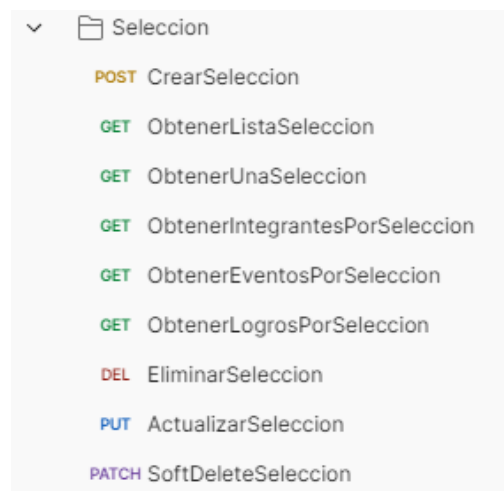 Seleccion
POST CrearSeleccion
GET ObtenerListaSeleccion
GET ObtenerUnaSeleccion
GET ObtenerIntegrantesPorSeleccion
GET ObtenerEventosPorSeleccion
GET ObtenerLogrosPorSeleccion
DEL EliminarSeleccion
PUT ActualizarSeleccion
PATCH SoftDeleteSeleccion